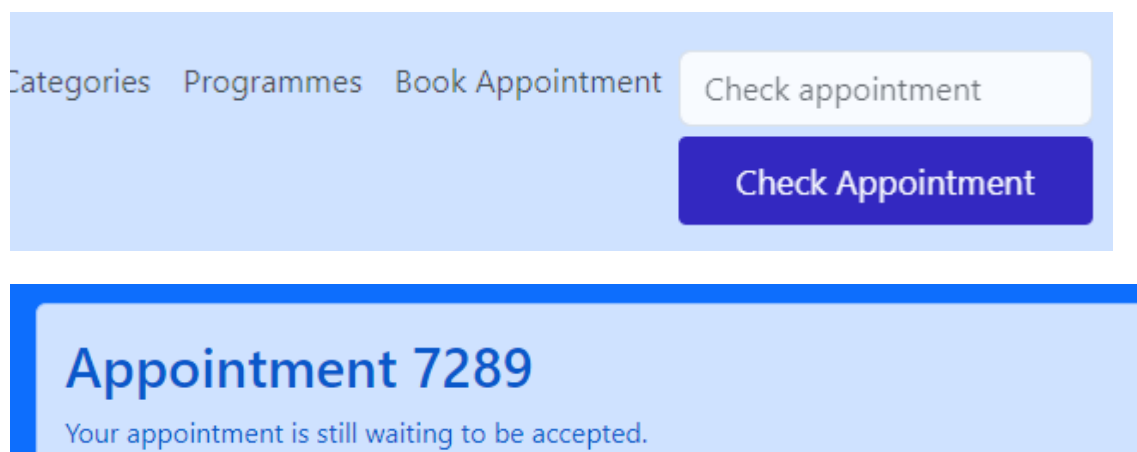 Categories Programmes Book Appointment Check appointment
Check Appointment
Appointment 7289
Your appointment is still waiting to be accepted.